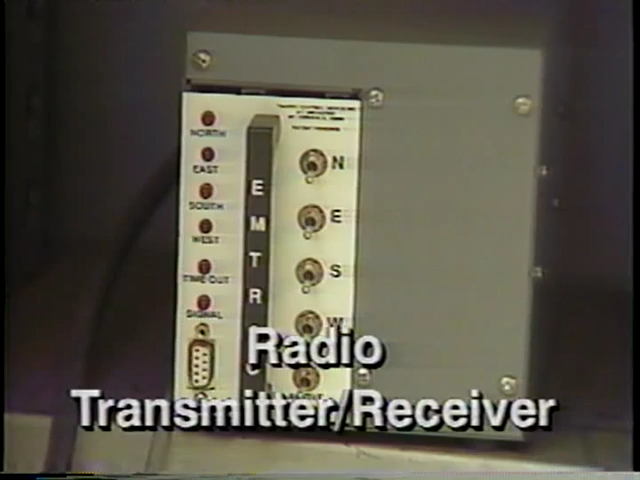 NORTH
EAST
SOUTH
WEST
TIME OUT
SIGNAL
E
M
T
R
N
E
S
W
Radio
Transmitter/Receiver